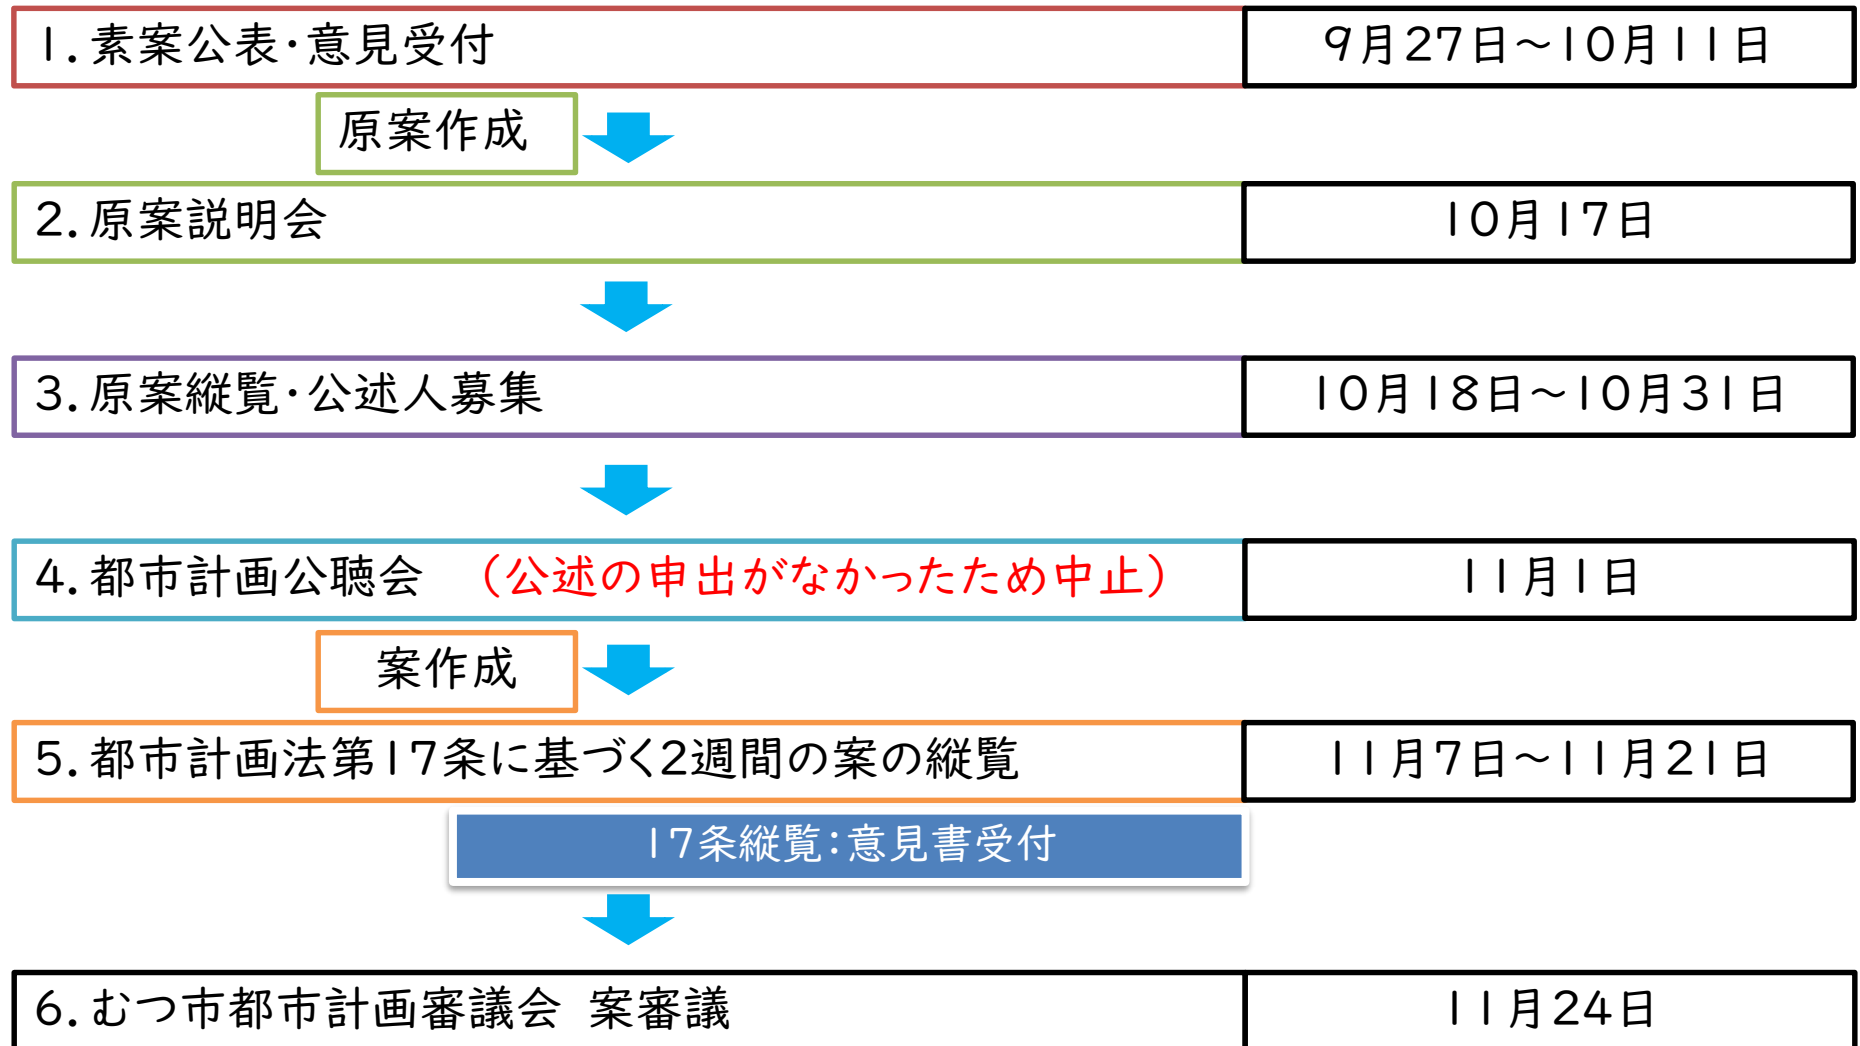 1.素案公表・意見受付
9月27日～10月11日
原案作成
2.原案説明会
10月17日
3.原案縦覧・公述人募集
10月18日～10月31日
4.都市計画公聴会 （公述の申出がなかったため中止）
11月1日
案作成
5.都市計画法第17条に基づく2週間の案の縦覧
11月7日～11月21日
17条縦覧：意見書受付
6.むつ市都市計画審議会 案審議
11月24日